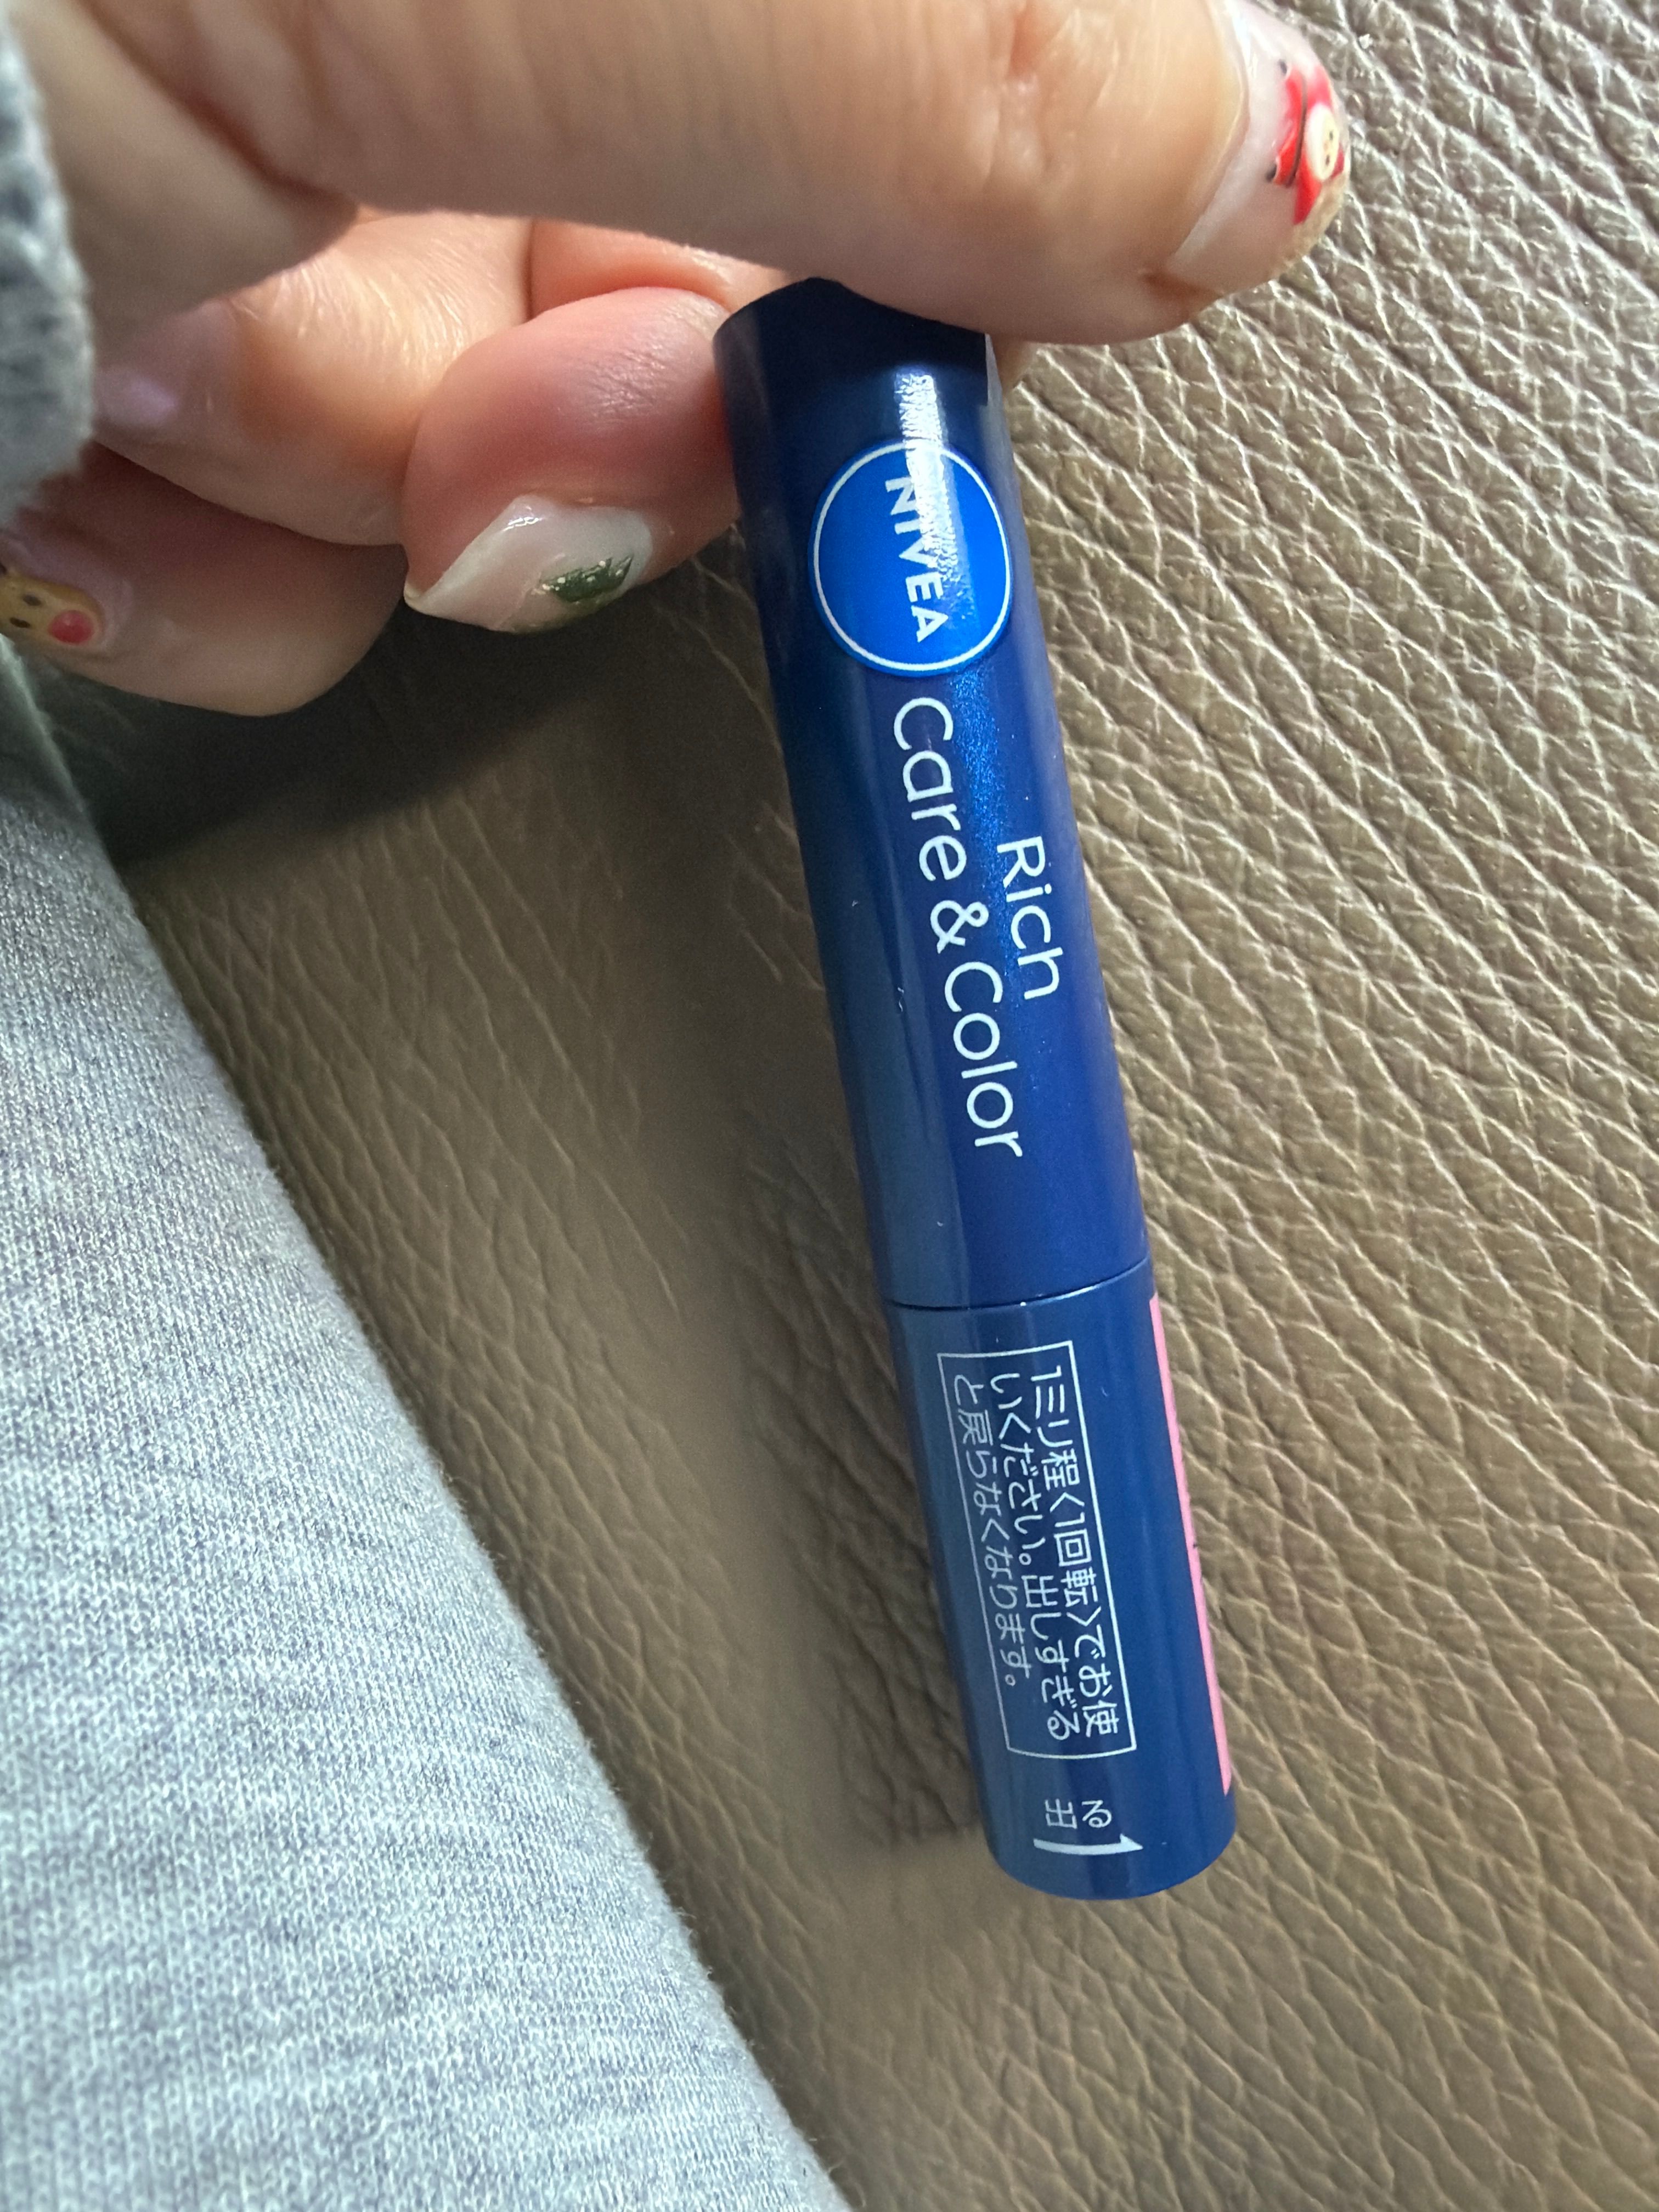 NIVEA
Rich
Care & Color
1ミリ程〈1回転〉でお使
いください。出しすぎる
と戻らなくなります。
出る